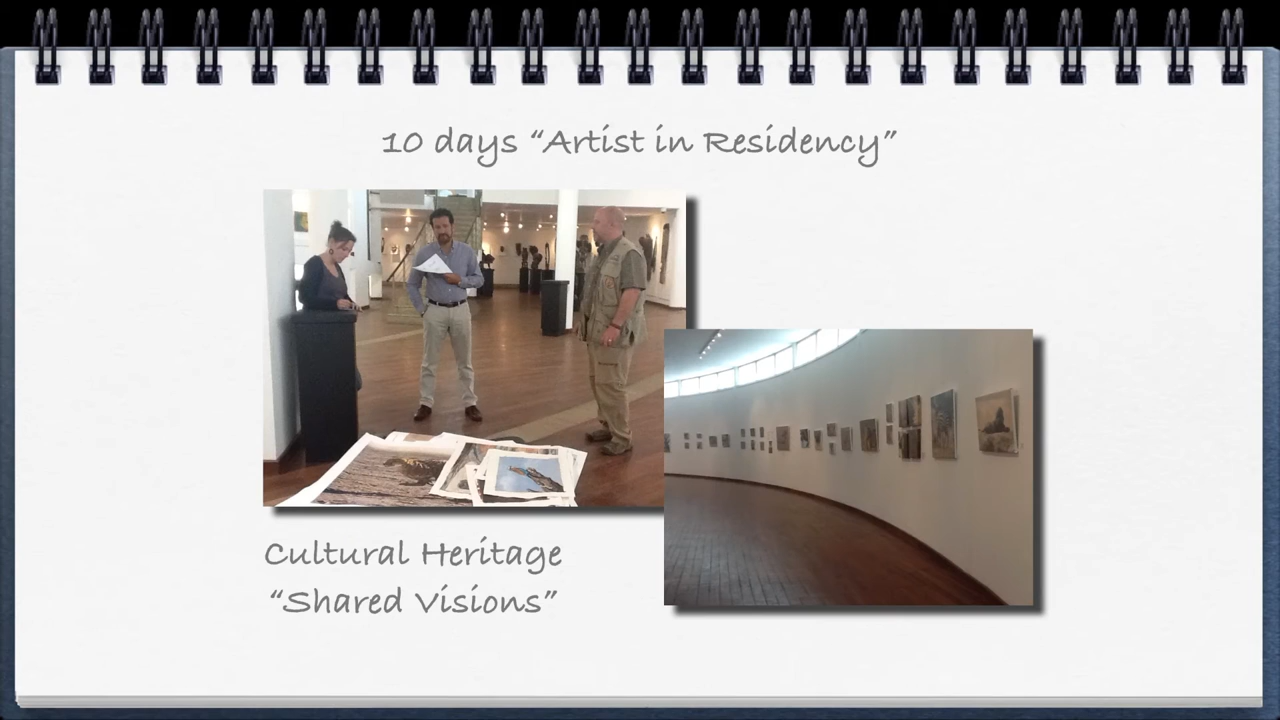 10 days “Artist in Residency”
Cultural Heritage
“Shared Visions”